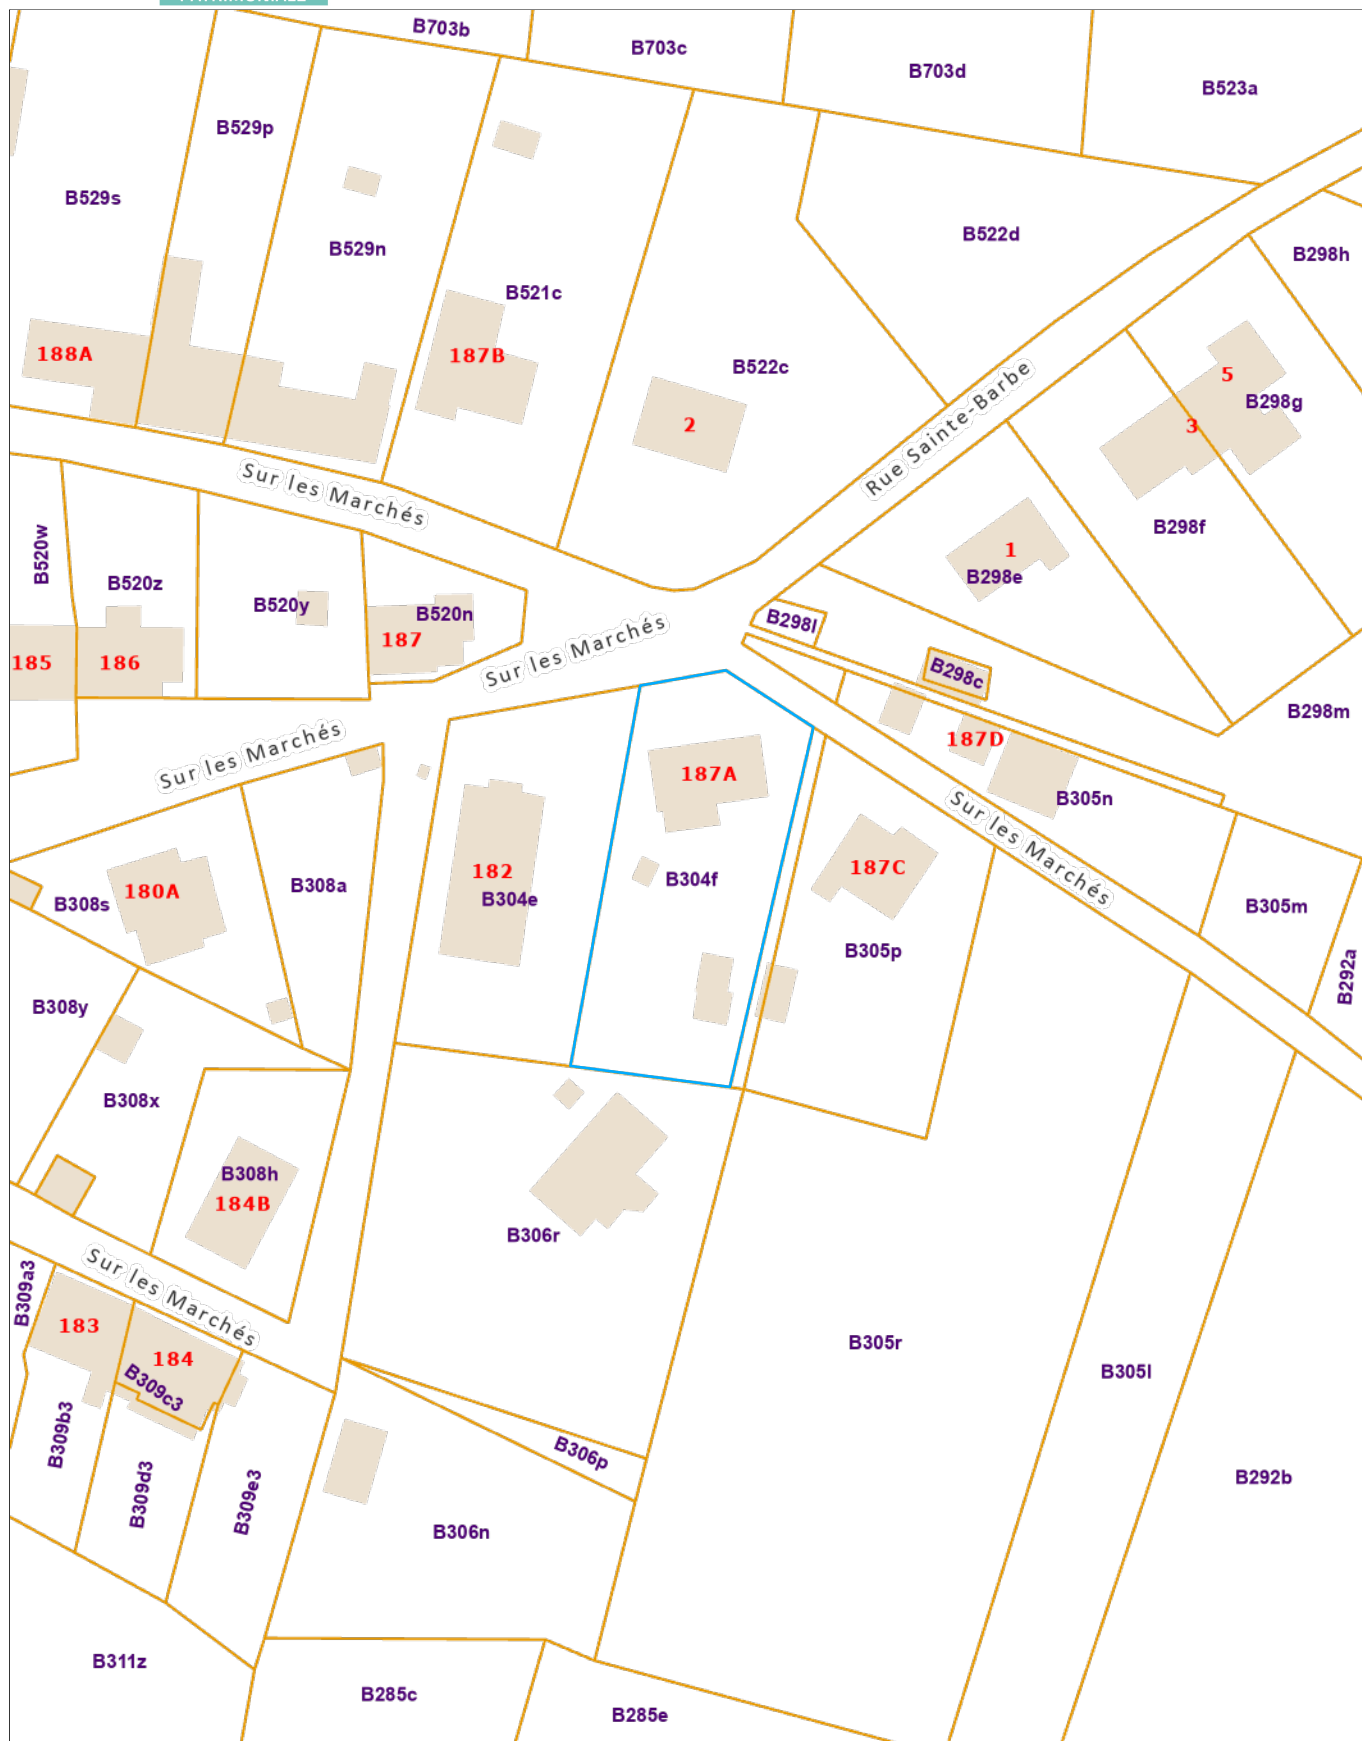 B703b
B703c
B703d
B523a
B529p
B529s
B529n
B521c
B522d
B298h
188A
187B
B522c
2
5
B298g
3
Rue Sainte-Barbe
Sur les Marchés
B298f
B520w
B520z
B520y
B520n
187
185
186
1
B298e
B298l
B298c
B298m
Sur les Marchés
Sur les Marchés
187D
B305n
187A
Sur les Marchés
182
B304e
B304f
187C
B305p
B308a
180A
B308s
B305m
B292a
B308y
B308x
B308h
184B
B306r
Sur les Marchés
B309a3
183
184
B309c3
B309b3
B309d3
B309e3
B305r
B305l
B306p
B306n
B292b
B311z
B285c
B285e